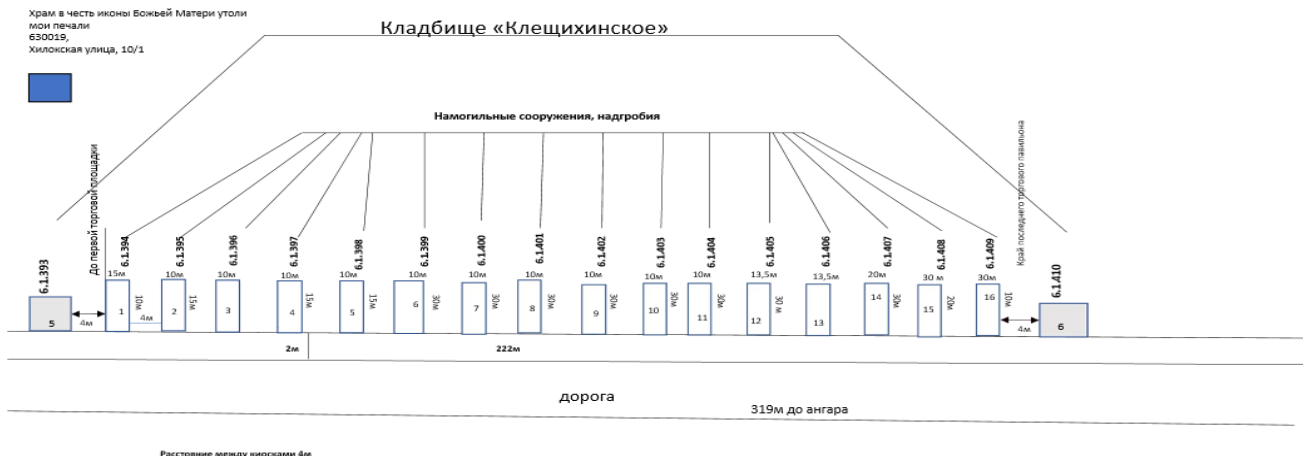 Храм в честь иконы Божьей Матери утоли
мои печали
630019,
Хилокская улица, 10/1
Кладбище «Клещихинское»
Намогильные сооружения, надгробия
До первой торговой площадки
Край последнего торгового павильона
6.1.393
6.1.394
6.1.395
6.1.396
6.1.397
6.1.398
6.1.399
6.1.400
6.1.401
6.1.402
6.1.403
6.1.404
6.1.405
6.1.406
6.1.407
6.1.408
6.1.409
6.1.410
15м
10м
10м
10м
10м
10м
10м
10м
10м
10м
10м
13,5м
13,5м
20м
30 м
30м
10м
15м
15м
15м
30м
30м
30м
30м
30м
30м
30 м
30м
20м
10м
5
4м
1
4м
2
3
4
5
6
7
8
9
10
11
12
13
14
15
16
4м
6
2м
222м
дорога
319м до ангара
Расстояние между киосками 4м